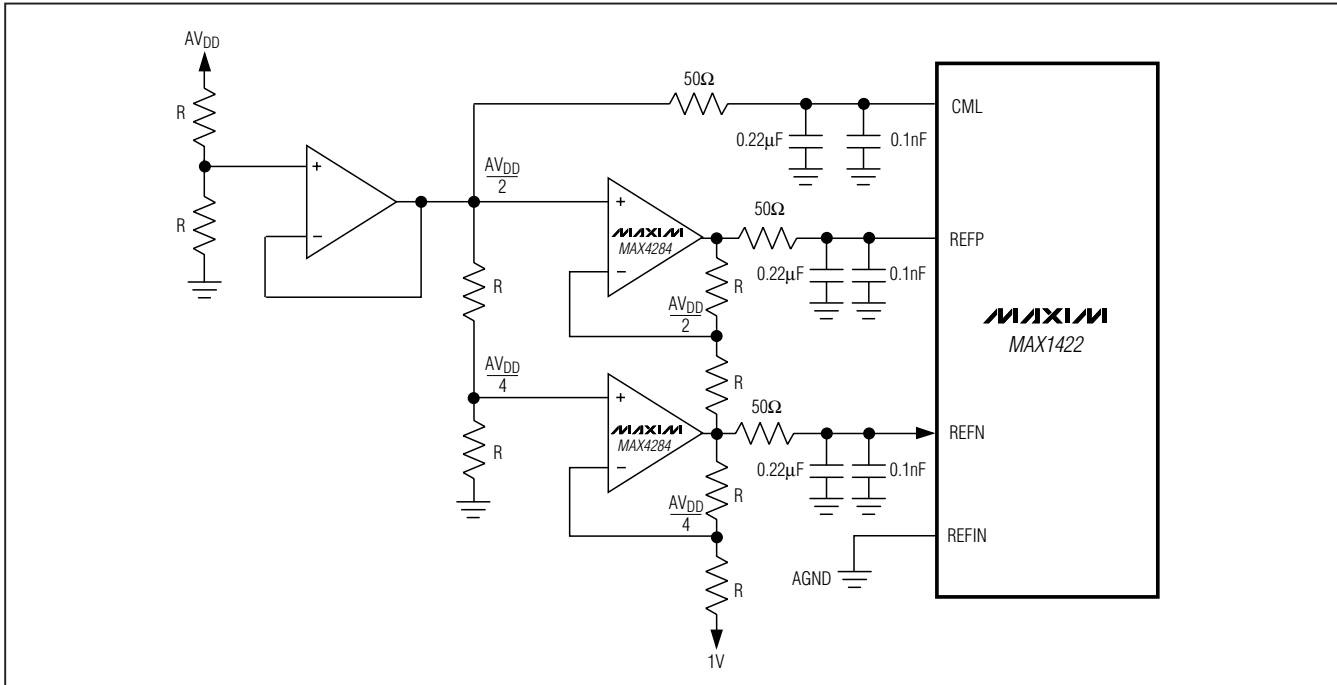 AVDD
R
R
50Ω
0.22µF
0.1nF
CML
AVDD
2
+
-
+
-
MAXIM
MAX4284
50Ω
0.22µF
0.1nF
REFP
R
R
AVDD
2
R
MAXIM
MAX1422
AVDD
4
+
-
MAXIM
MAX4284
50Ω
0.22µF
0.1nF
REFN
R
R
AVDD
4
R
1V
AGND
REFIN